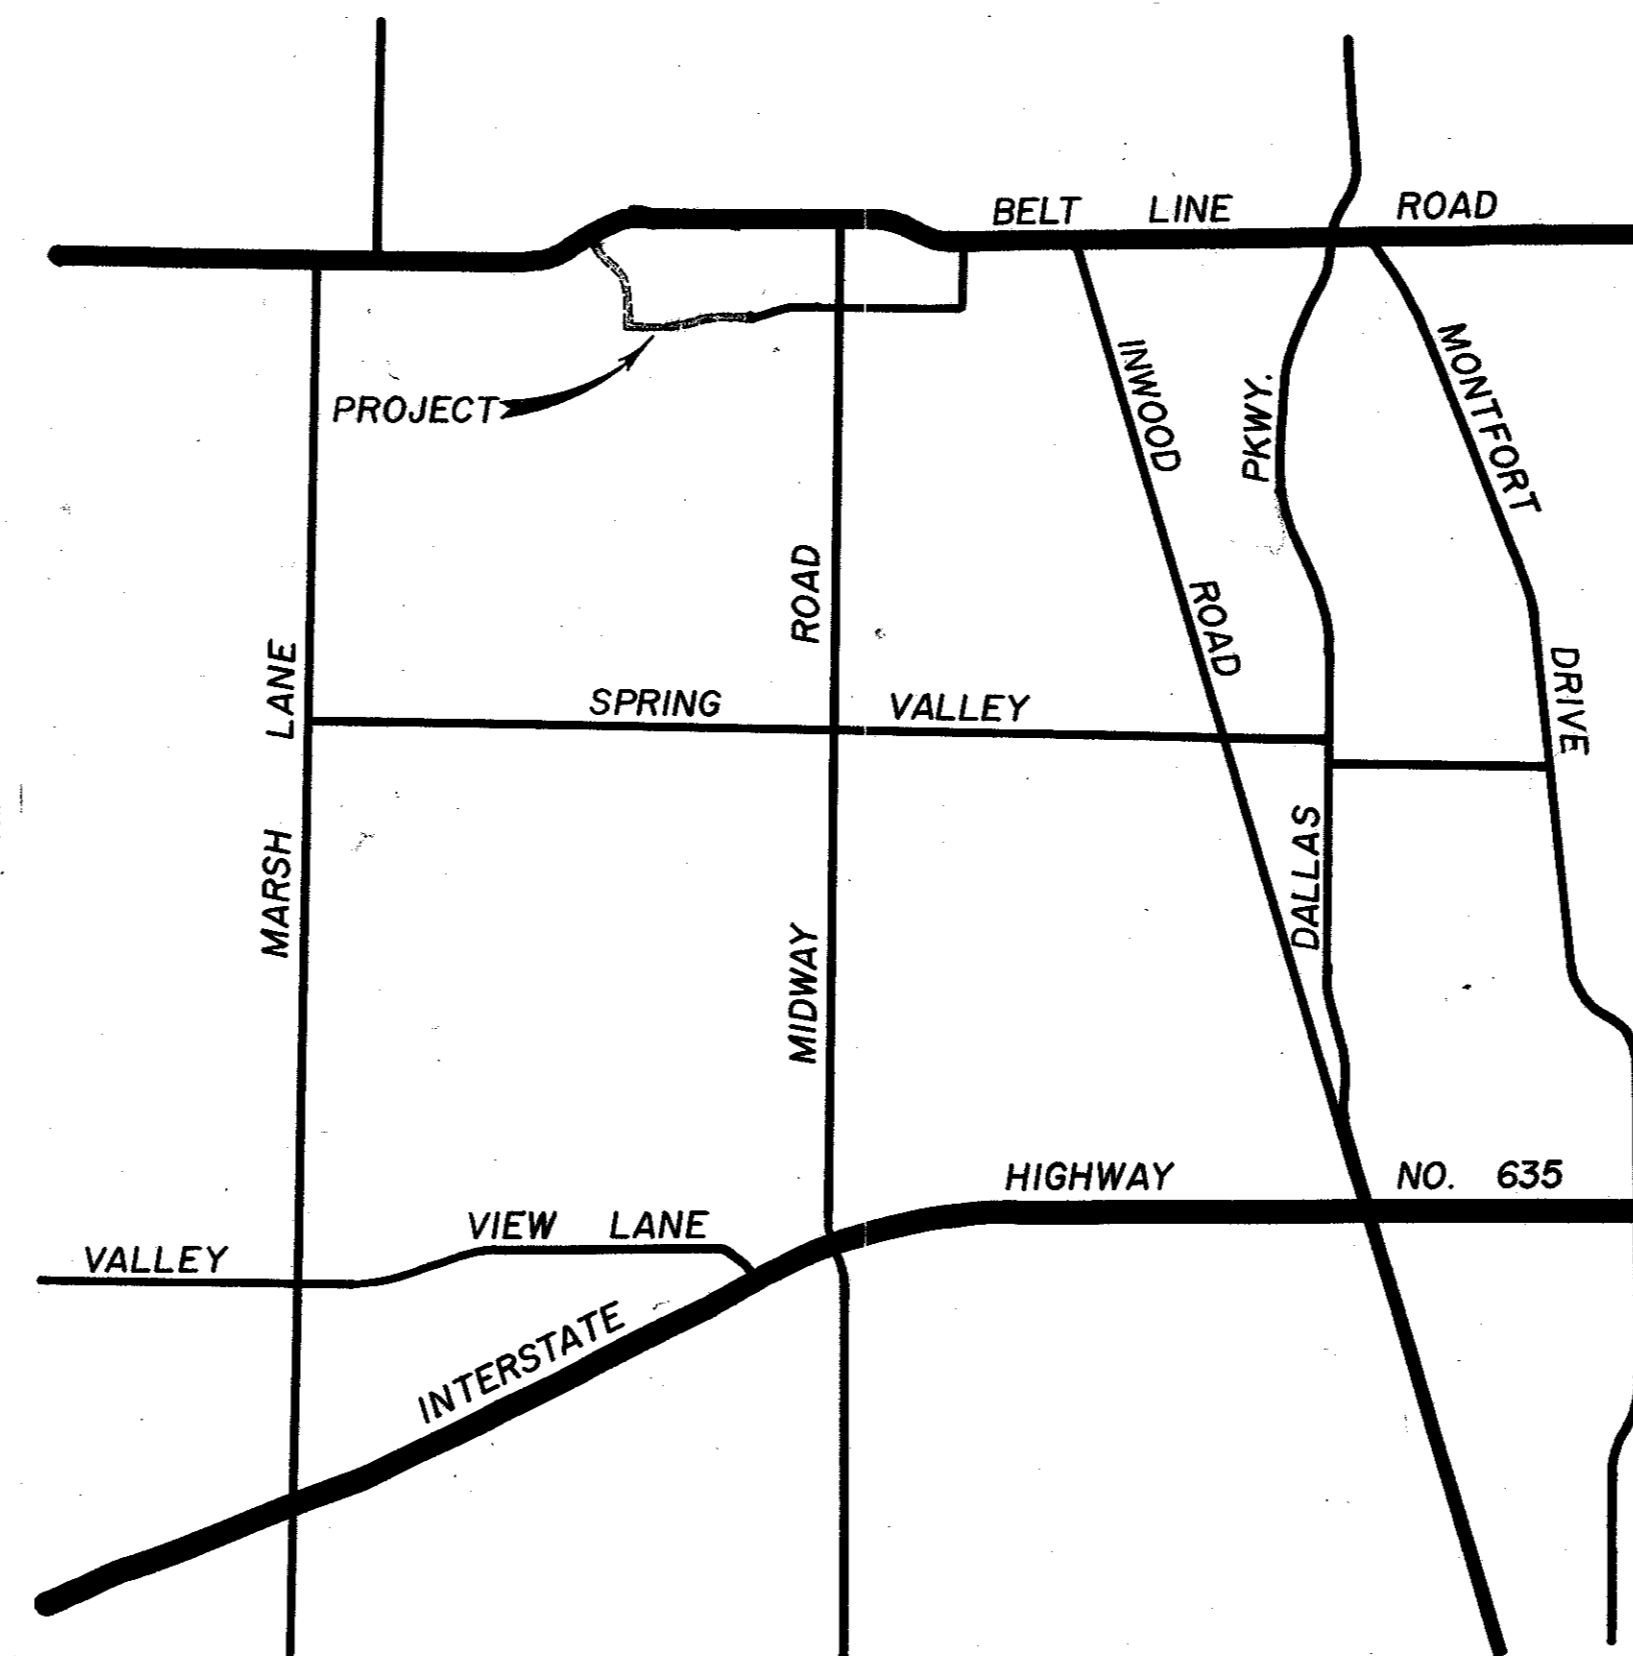 BELT LINE ROAD
PROJECT
INWOOD ROAD
PKWY.
DALLAS
MONTFORT DRIVE
MIDWAY ROAD
MARSH LANE
SPRING VALLEY
HIGHWAY NO. 635
VIEW LANE
VALLEY
INTERSTATE